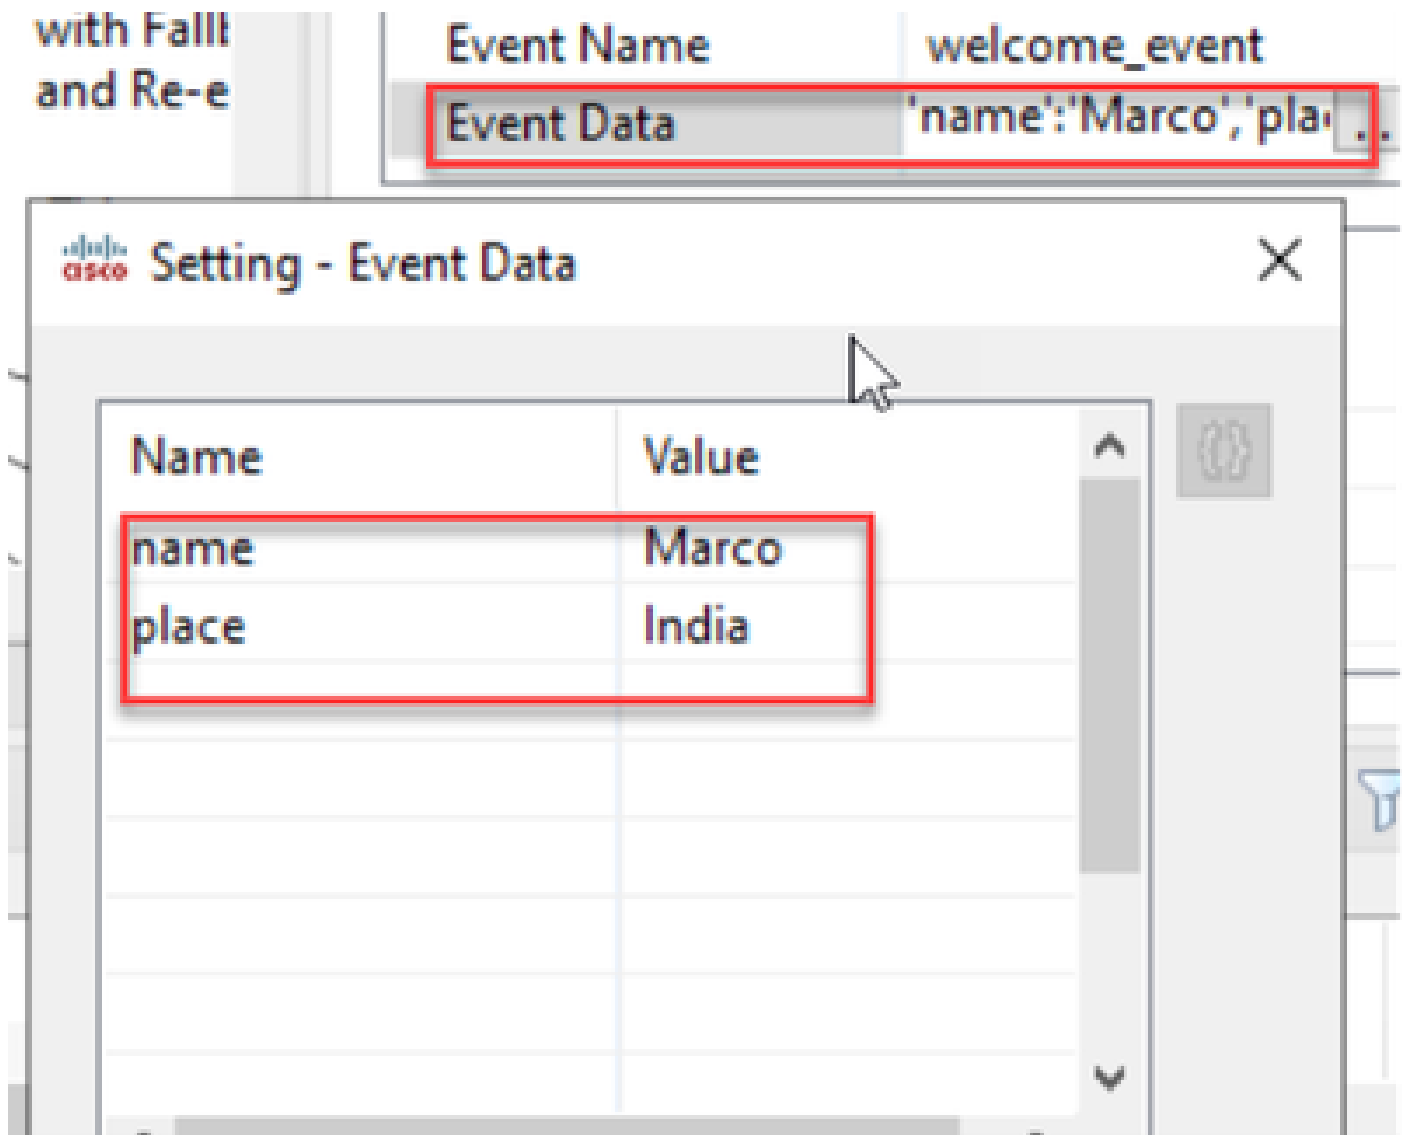 with Fall
and Re-e
Event Name welcome_event
Event Data 'name':'Marco','pla ...
cisco Setting - Event Data
Name Value
name Marco
place India